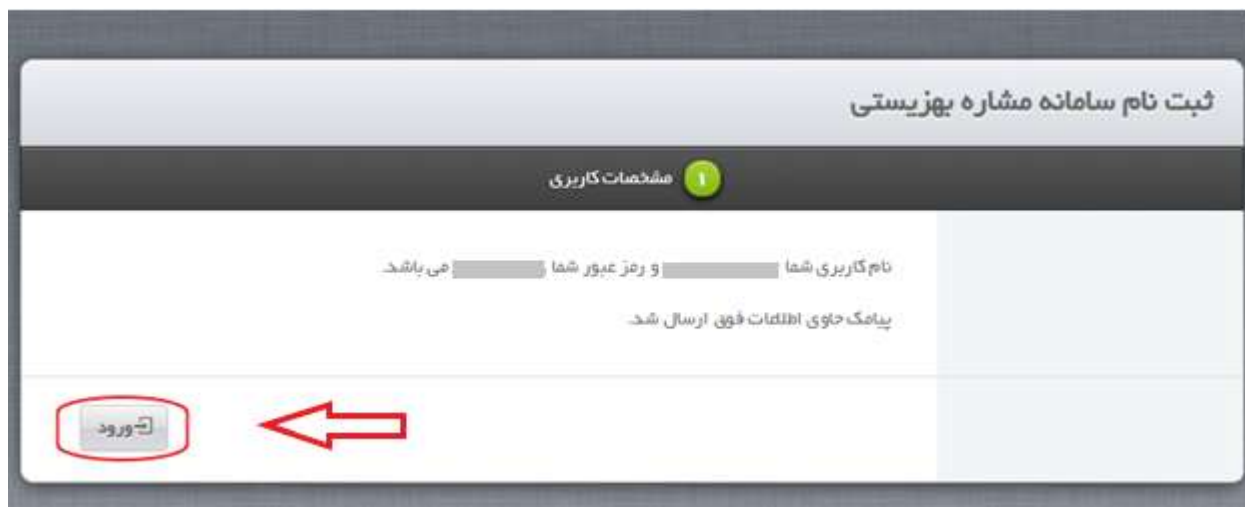 ثبت نام سامانه مشاره بهزیستی
۱ مشخصات کاربری
نام کاربری شما و رمز عبور شما می باشد.
پیامک حاوی اطلاعات فوق ارسال شد.
ورود